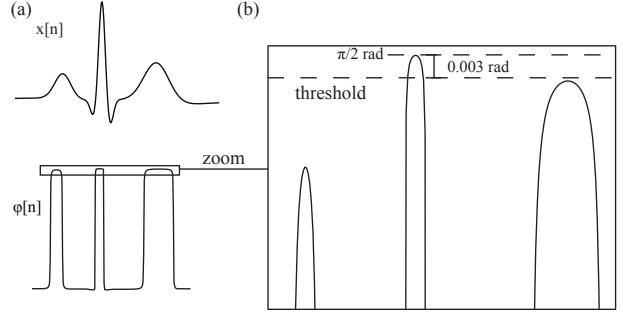 (a)
x[n]
φ[n]
zoom
(b)
π/2 rad
0.003 rad
threshold